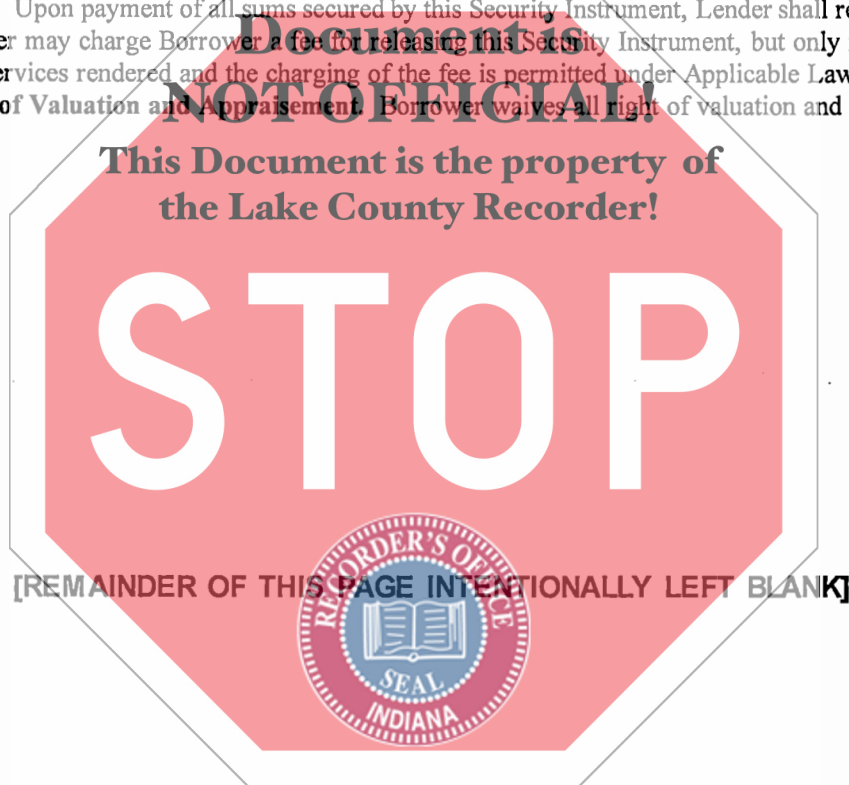 Upon payment of all sums secured by this Security Instrument, Lender shall re
er may charge Borrower a fee for releasing this Security Instrument, but only
ervices rendered and the charging of the fee is permitted under Applicable Law
of Valuation and Appraisement. Borrower waives all right of valuation and
Document is
NOT OFFICIAL!
This Document is the property of
the Lake County Recorder!
STOP
[REMAINDER OF THIS PAGE INTENTIONALLY LEFT BLANK]
RECORDER'S OFFICE
SEAL
INDIANA